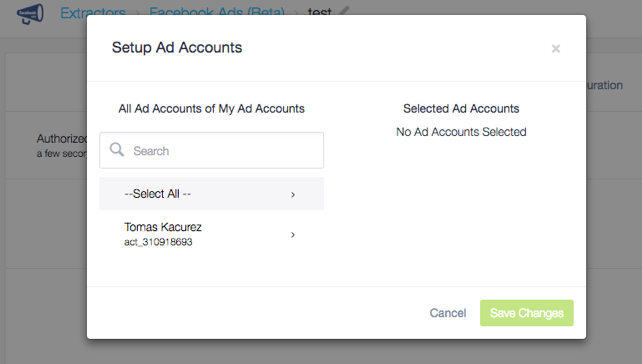 Extractors > Facebook Ads (Beta) > test
Setup Ad Accounts
×
All Ad Accounts of My Ad Accounts
Selected Ad Accounts
No Ad Accounts Selected
Search
--Select All --
Tomas Kacurez
act_310918693
Authorized
a few secon
uration
Cancel
Save Changes